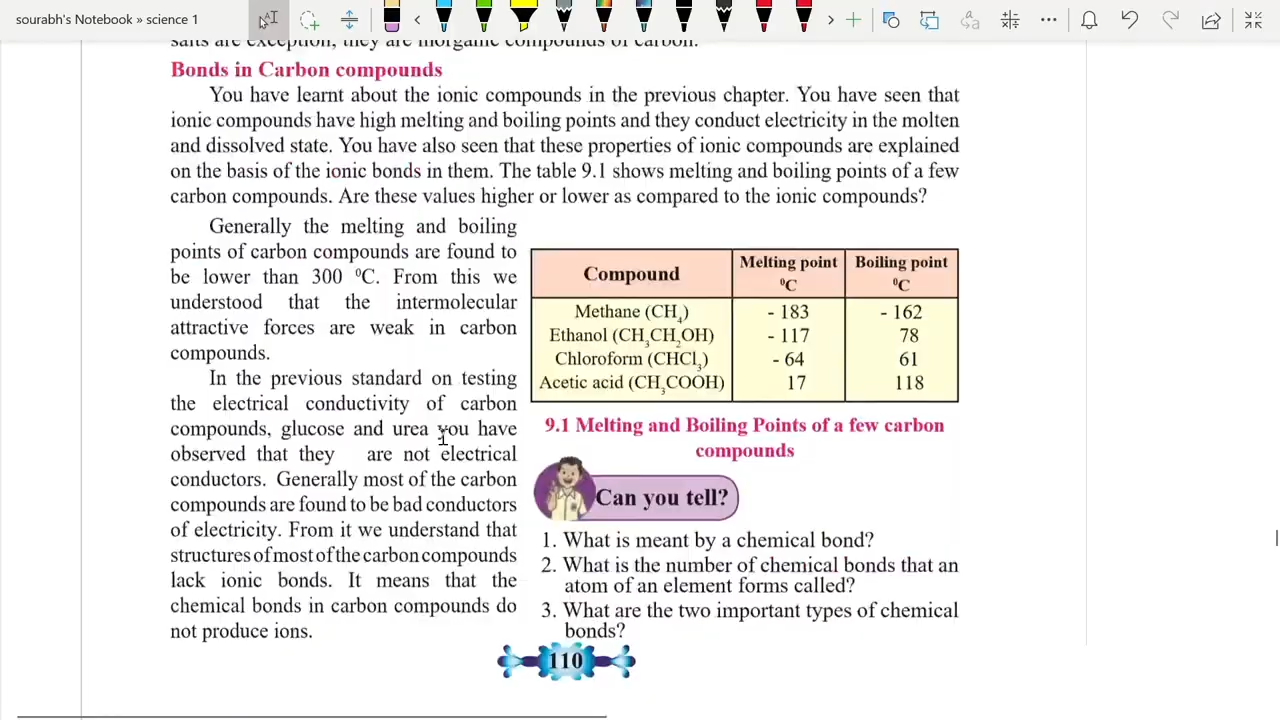 sourabh's Notebook » science 1
salts are exception, they are inorganic compounds of carbon.
Bonds in Carbon compounds
You have learnt about the ionic compounds in the previous chapter. You have seen that
ionic compounds have high melting and boiling points and they conduct electricity in the molten
and dissolved state. You have also seen that these properties of ionic compounds are explained
on the basis of the ionic bonds in them. The table 9.1 shows melting and boiling points of a few
carbon compounds. Are these values higher or lower as compared to the ionic compounds?
Generally the melting and boiling
points of carbon compounds are found to
be lower than 300 ⁰C. From this we
understood that the intermolecular
attractive forces are weak in carbon
compounds.
In the previous standard on testing
the electrical conductivity of carbon
compounds, glucose and urea you have
observed that they are not electrical
conductors. Generally most of the carbon
compounds are found to be bad conductors
of electricity. From it we understand that
structures of most of the carbon compounds
lack ionic bonds. It means that the
chemical bonds in carbon compounds do
not produce ions.
Compound Melting point ⁰C Boiling point ⁰C
Methane (CH₄) - 183 - 162
Ethanol (CH₃CH₂OH) - 117 78
Chloroform (CHCl₃) - 64 61
Acetic acid (CH₃COOH) 17 118
9.1 Melting and Boiling Points of a few carbon
compounds
Can you tell?
1. What is meant by a chemical bond?
2. What is the number of chemical bonds that an
atom of an element forms called?
3. What are the two important types of chemical
bonds?
110